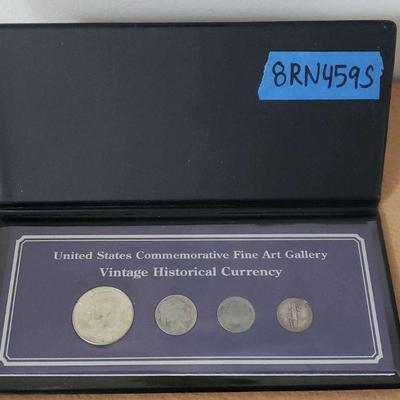 8RN459S
United States Commemorative Fine Art Gallery
Vintage Historical Currency